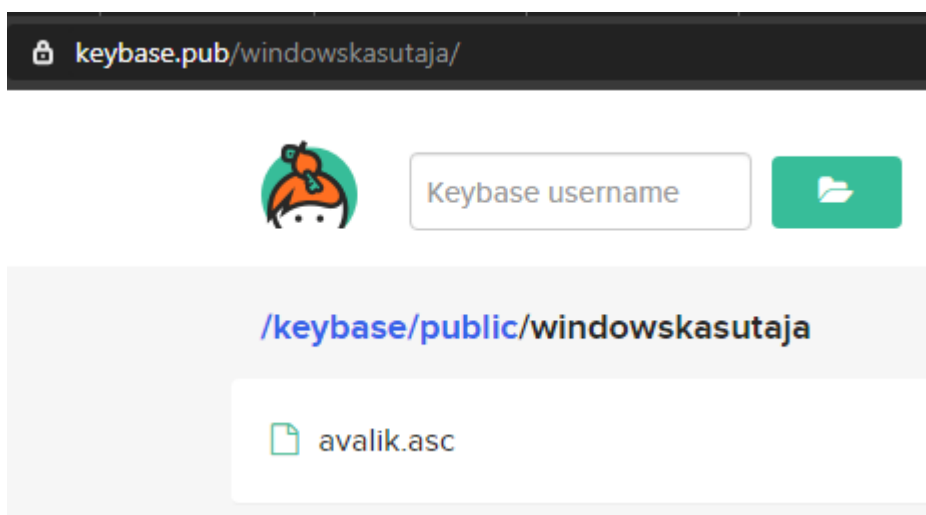 keybase.pub/windowskasutaja/
Keybase username
/keybase/public/windowskasutaja
avalik.asc